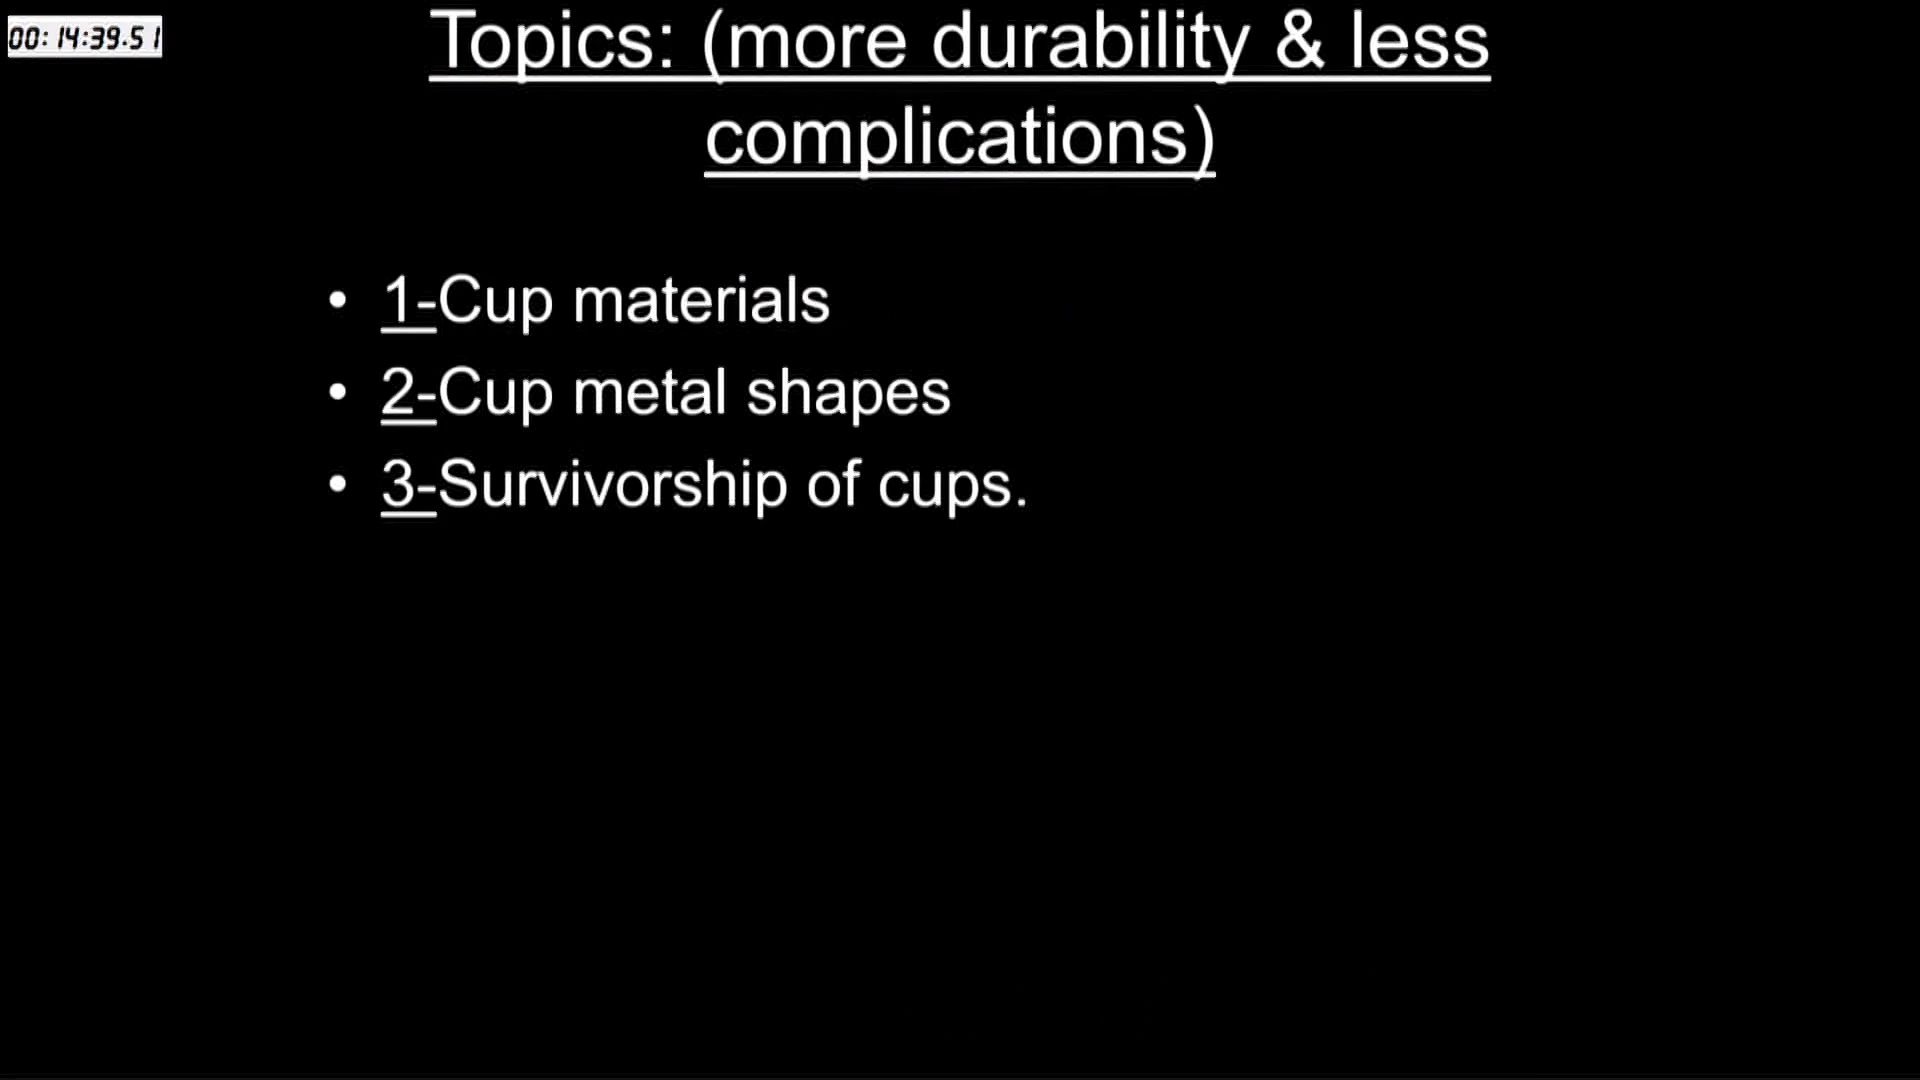 00:14:39.51
Topics: (more durability & less
complications)
• 1-Cup materials
• 2-Cup metal shapes
• 3-Survivorship of cups.